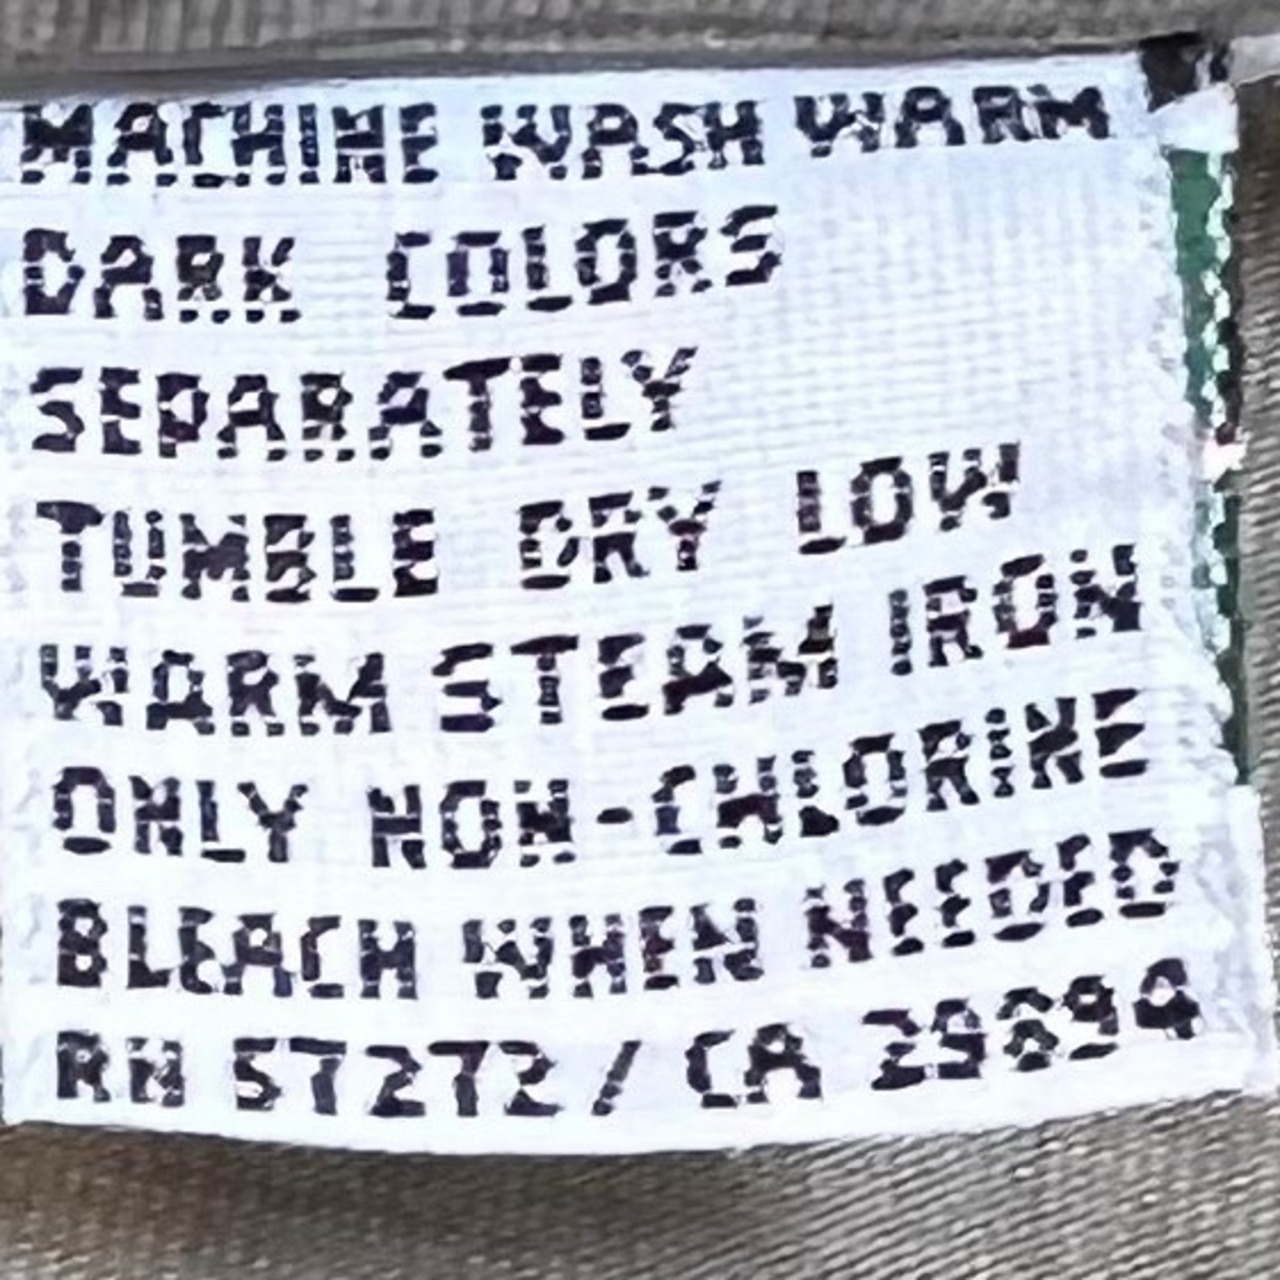 MACHINE WASH WARM
DARK COLORS
SEPARATELY
TUMBLE DRY LOW
WARM STEAM IRON
ONLY NON-CHLORINE
BLEACH WHEN NEEDED
RN 57272 / CA